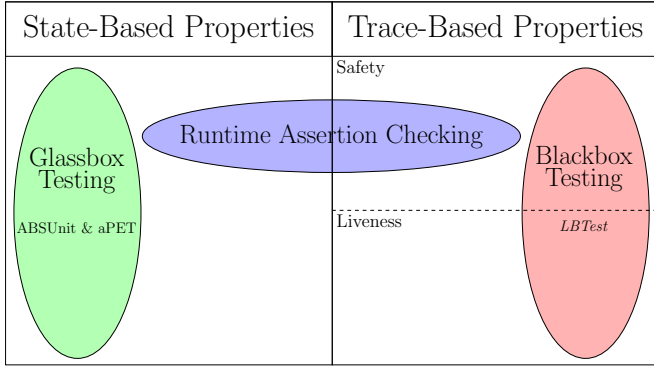 State-Based Properties
Trace-Based Properties
Safety
Runtime Assertion Checking
Glassbox
Testing
ABSUnit & aPET
Blackbox
Testing
Liveness
LBTest